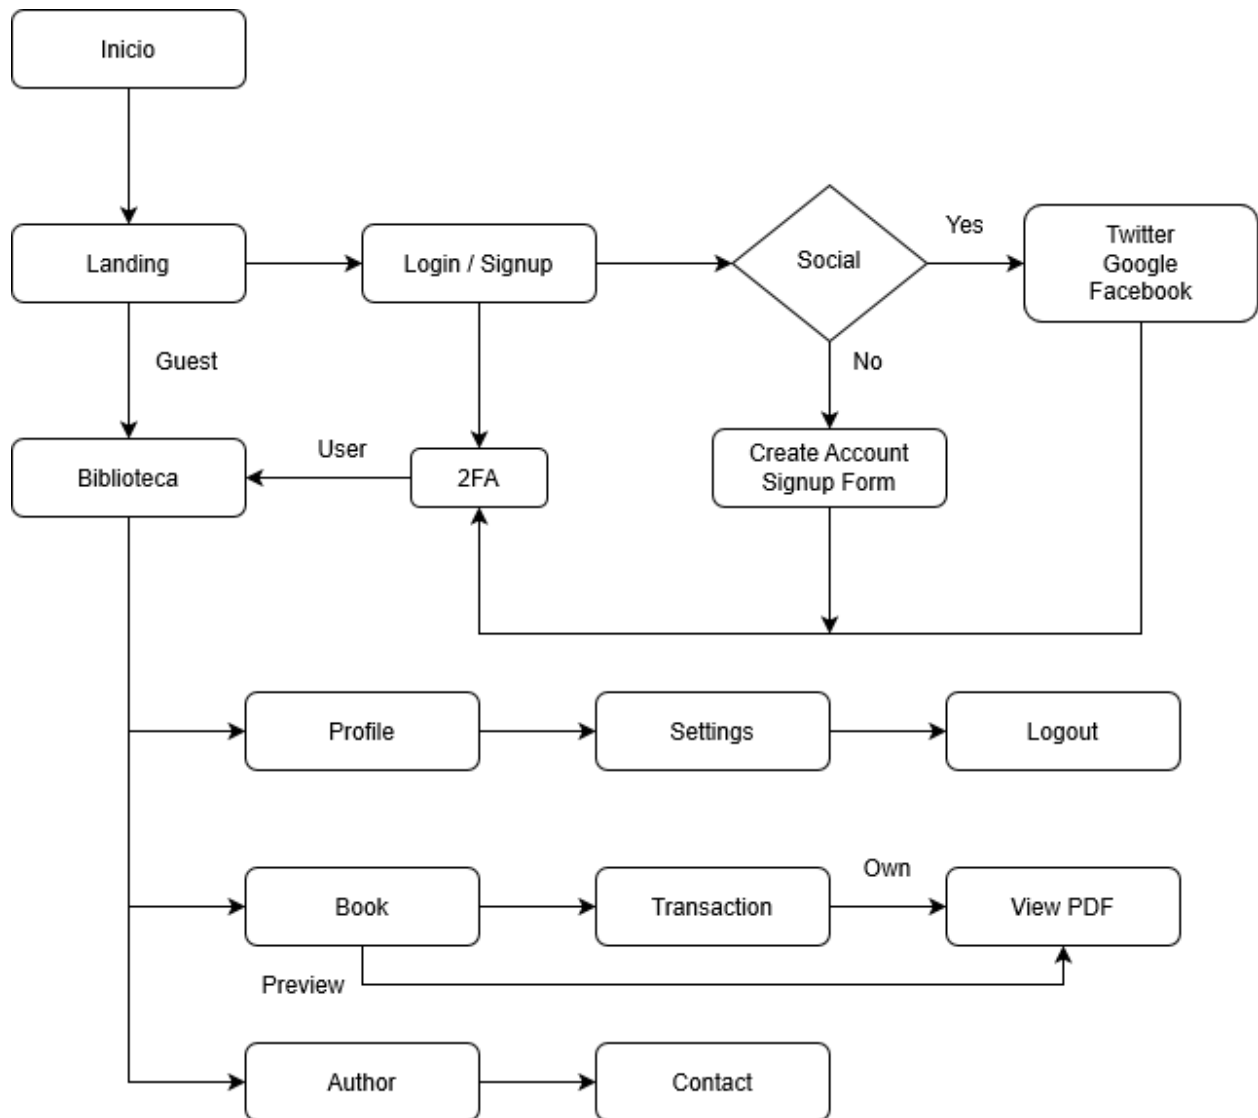 Inicio
Landing
Login / Signup
Social
Yes
Twitter
Google
Facebook
Guest
No
Biblioteca
User
2FA
Create Account
Signup Form
Profile
Settings
Logout
Book
Transaction
Own
View PDF
Preview
Author
Contact